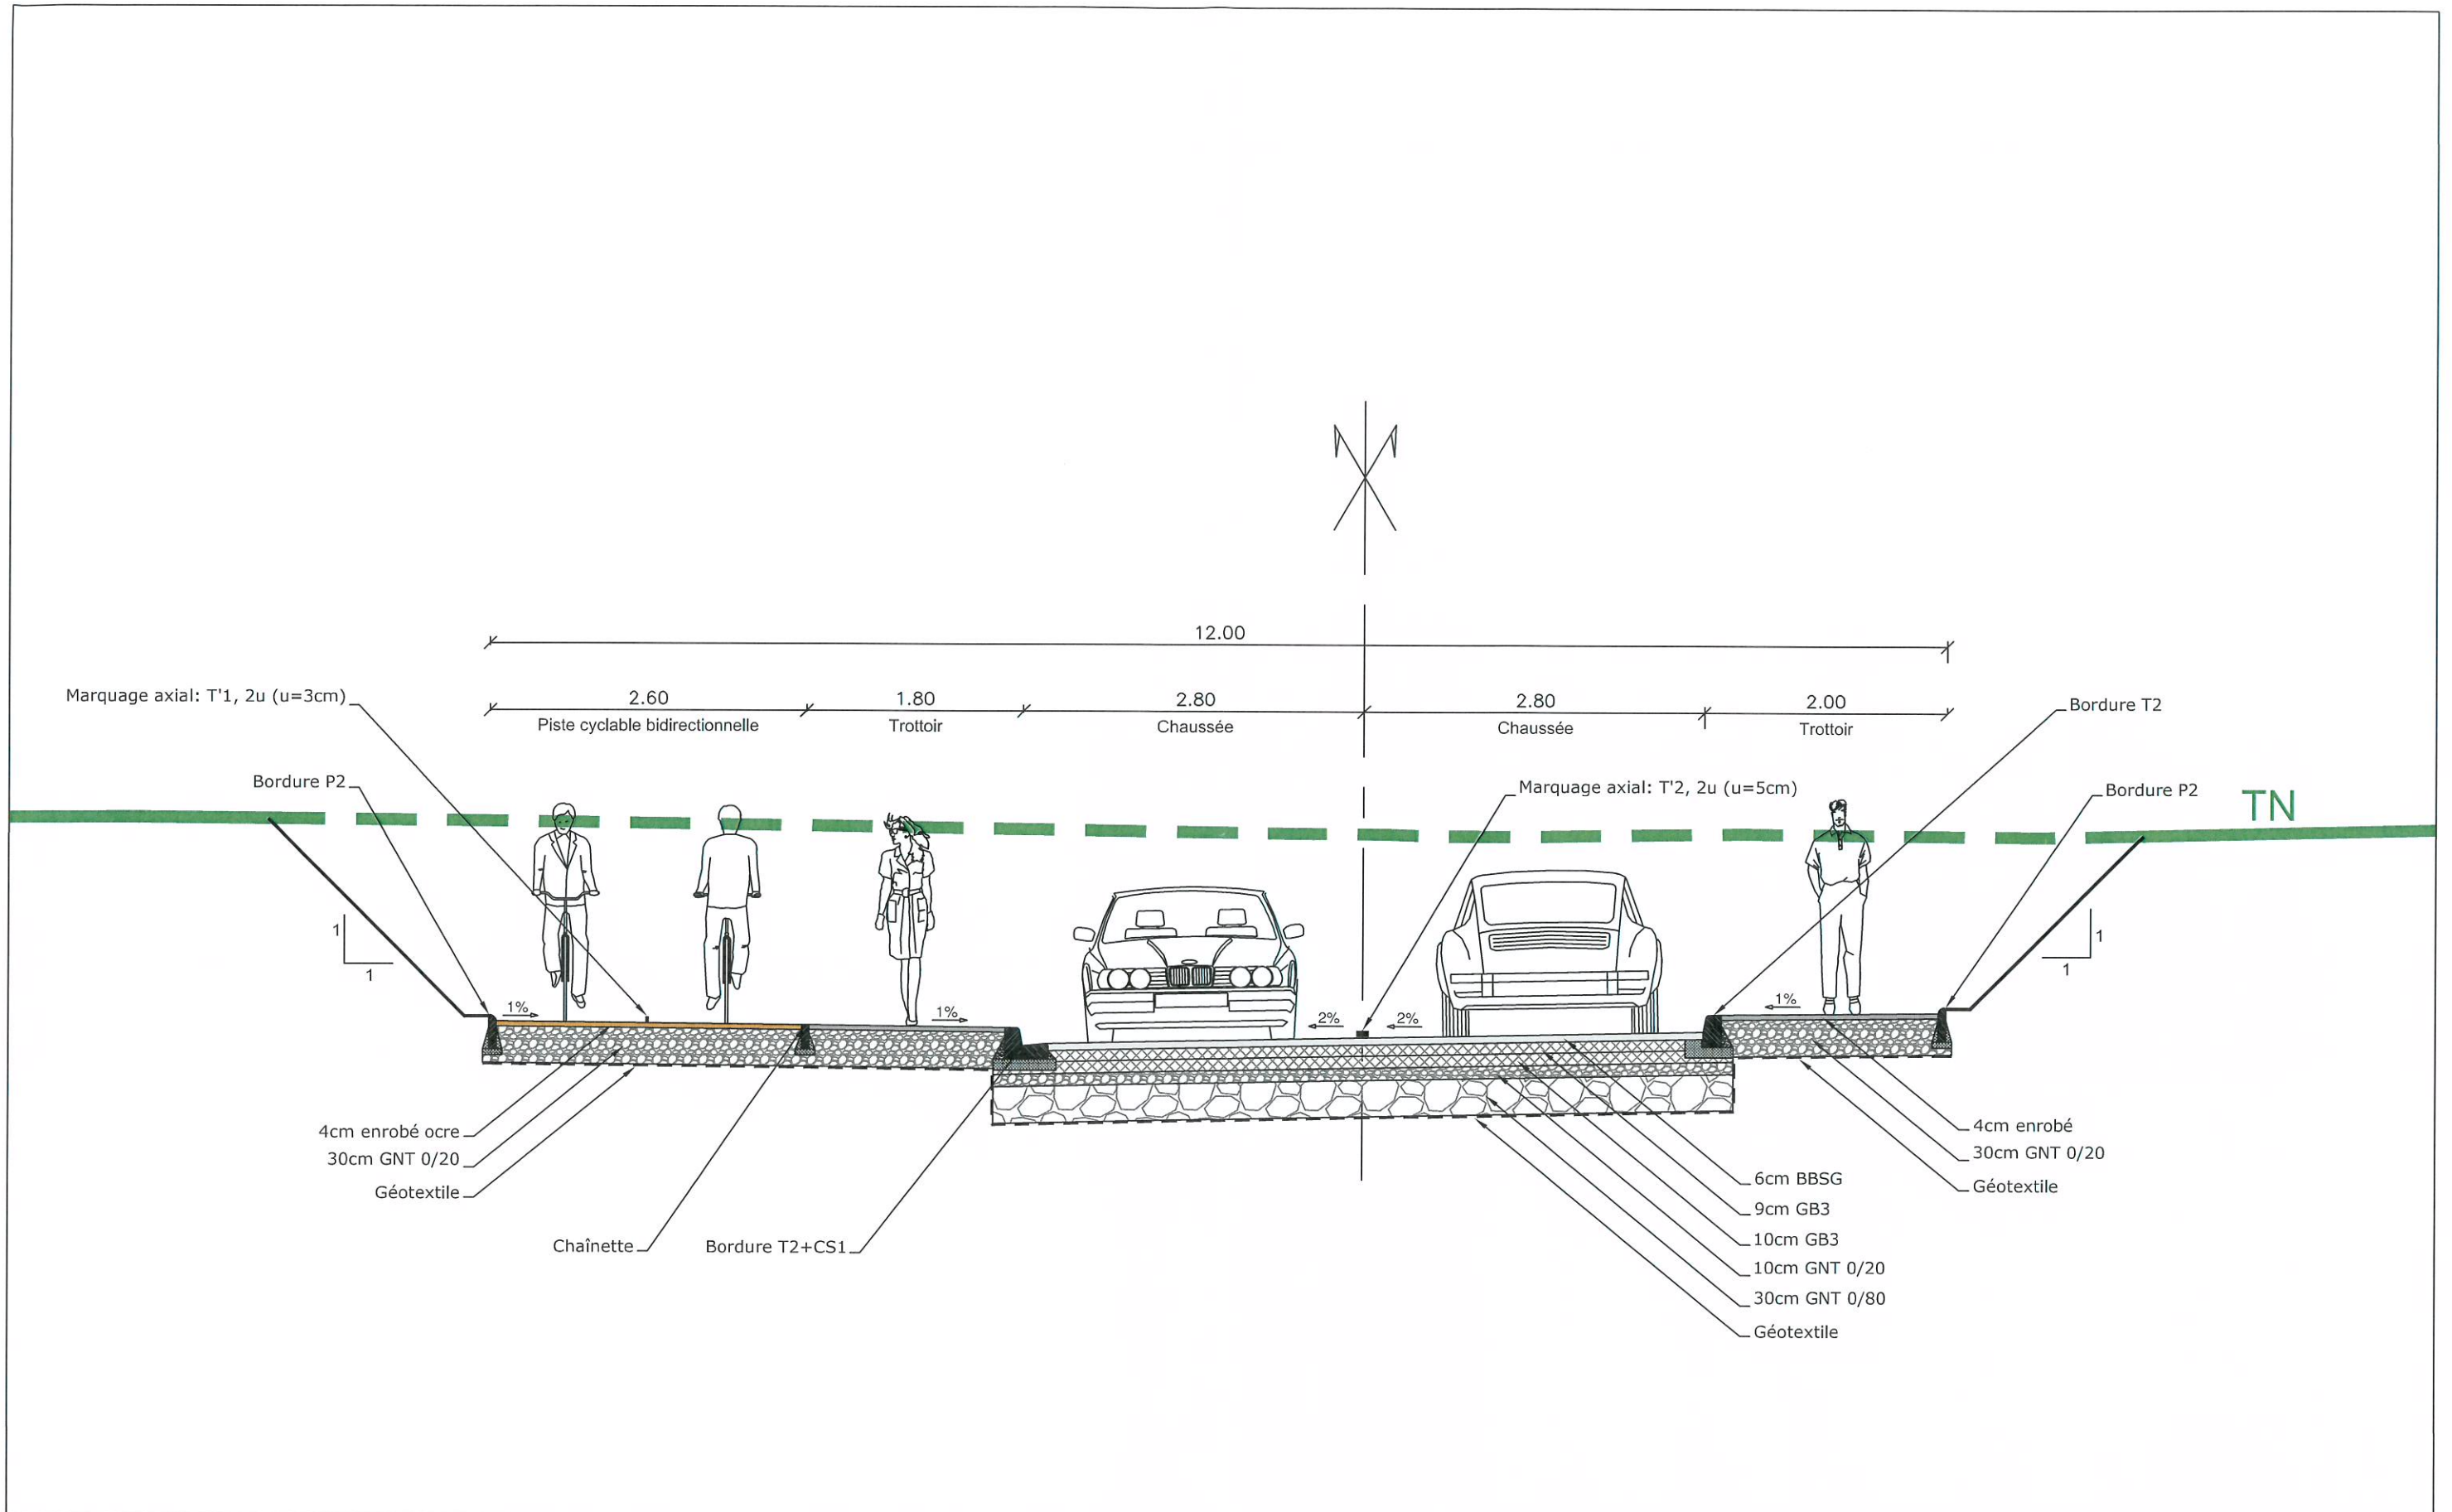 12.00
Marquage axial: T'1, 2u (u=3cm)
2.60
1.80
2.80
2.80
2.00
Bordure T2
Piste cyclable bidirectionnelle
Trottoir
Chaussée
Chaussée
Trottoir
Bordure P2
Marquage axial: T'2, 2u (u=5cm)
Bordure P2
TN
1
1
1
1
1%
1%
2%
2%
1%
4cm enrobé ocre
30cm GNT 0/20
Géotextile
Chaînette
Bordure T2+CS1
4cm enrobé
30cm GNT 0/20
Géotextile
6cm BBSG
9cm GB3
10cm GB3
10cm GNT 0/20
30cm GNT 0/80
Géotextile